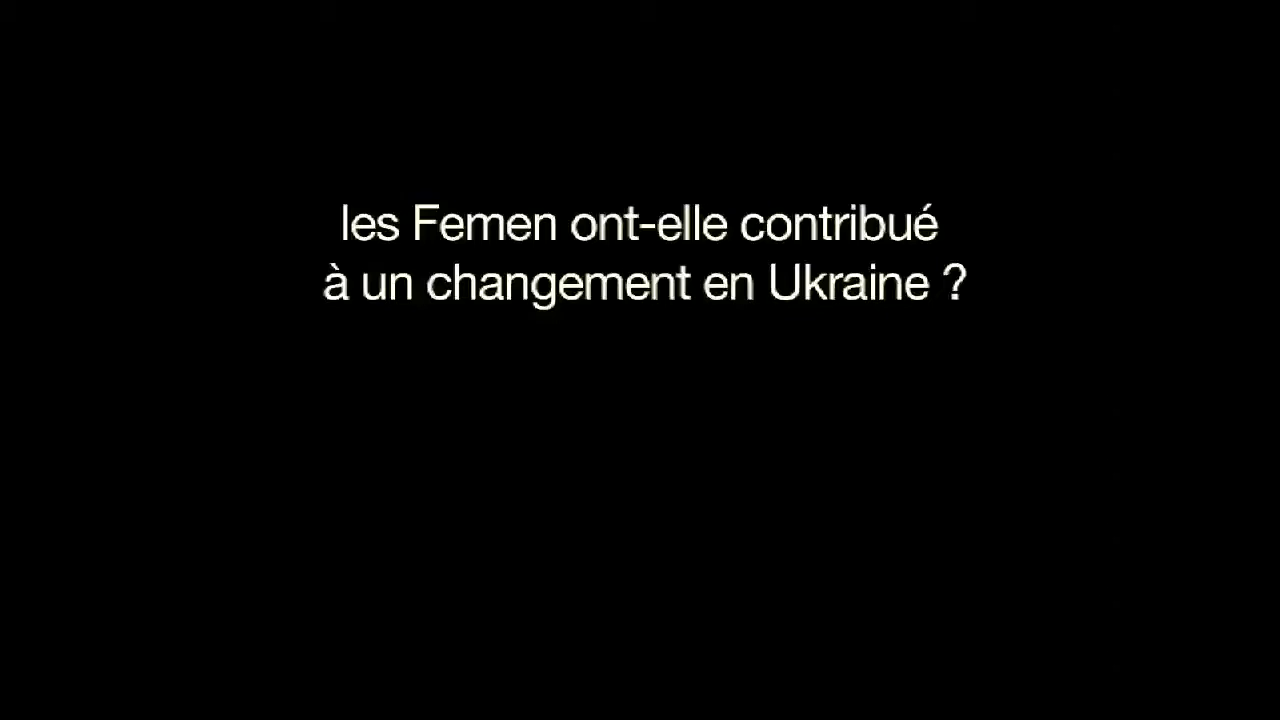 les Femen ont-elle contribué
à un changement en Ukraine ?